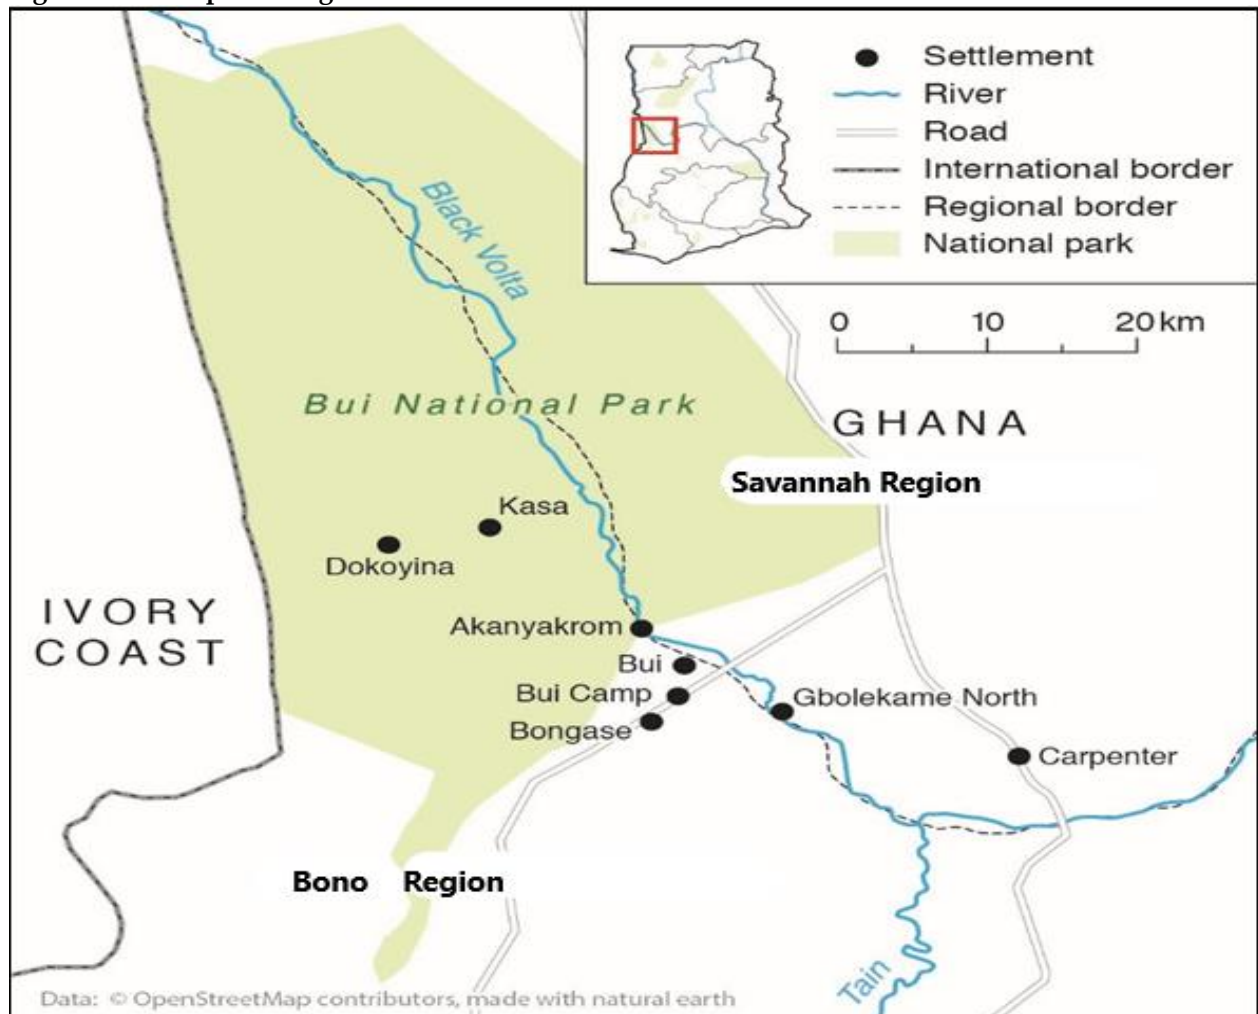 Settlement
River
Road
International border
Regional border
National park
0 10 20 km
Black Volta
Bui National Park
GHANA
Savannah Region
Kasa
Dokoyina
IVORY
COAST
Akanyakrom
Bui
Bui Camp
Gbolekame North
Bongase
Carpenter
Bono Region
Tain
Data: © OpenStreetMap contributors, made with natural earth